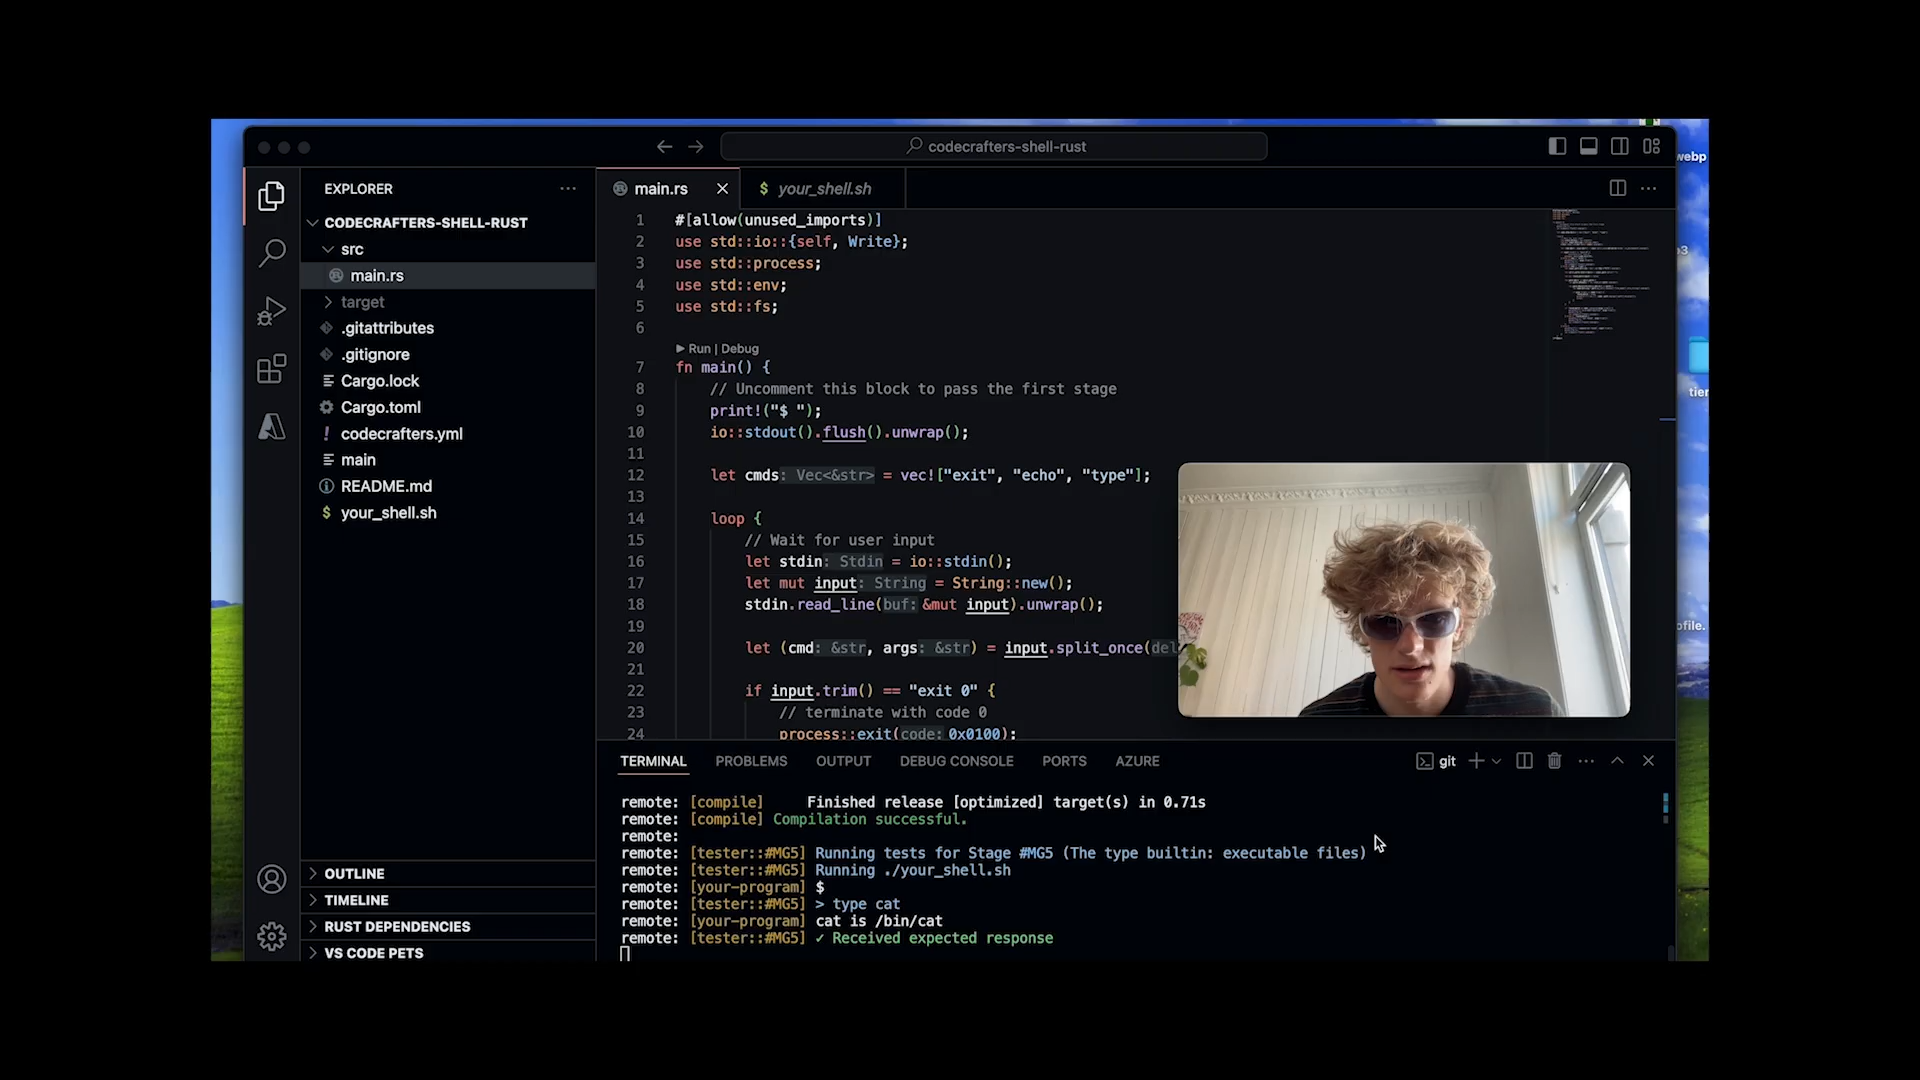 webp
codecrafters-shell-rust
EXPLORER
main.rs
$ your_shell.sh
CODECRAFTERS-SHELL-RUST
src
main.rs
target
.gitattributes
.gitignore
Cargo.lock
Cargo.toml
! codecrafters.yml
main
README.md
$ your_shell.sh
OUTLINE
TIMELINE
RUST DEPENDENCIES
VS CODE PETS
1 #[allow(unused_imports)]
2 use std::io::{self, Write};
3 use std::process;
4 use std::env;
5 use std::fs;
6
Run | Debug
7 fn main() {
8 // Uncomment this block to pass the first stage
9 print!("$ ");
10 io::stdout().flush().unwrap();
11
12 let cmds: Vec<&str> = vec!["exit", "echo", "type"];
13
14 loop {
15 // Wait for user input
16 let stdin: Stdin = io::stdin();
17 let mut input: String = String::new();
18 stdin.read_line(buf: &mut input).unwrap();
19
20 let (cmd: &str, args: &str) = input.split_once(del
21
22 if input.trim() == "exit 0" {
23 // terminate with code 0
24 process::exit(code: 0x0100);
p3
tier
ofile.
TERMINAL PROBLEMS OUTPUT DEBUG CONSOLE PORTS AZURE
git
remote: [compile] Finished release [optimized] target(s) in 0.71s
remote: [compile] Compilation successful.
remote:
remote: [tester::#MG5] Running tests for Stage #MG5 (The type builtin: executable files)
remote: [tester::#MG5] Running ./your_shell.sh
remote: [your-program] $
remote: [tester::#MG5] > type cat
remote: [your-program] cat is /bin/cat
remote: [tester::#MG5] ✓ Received expected response